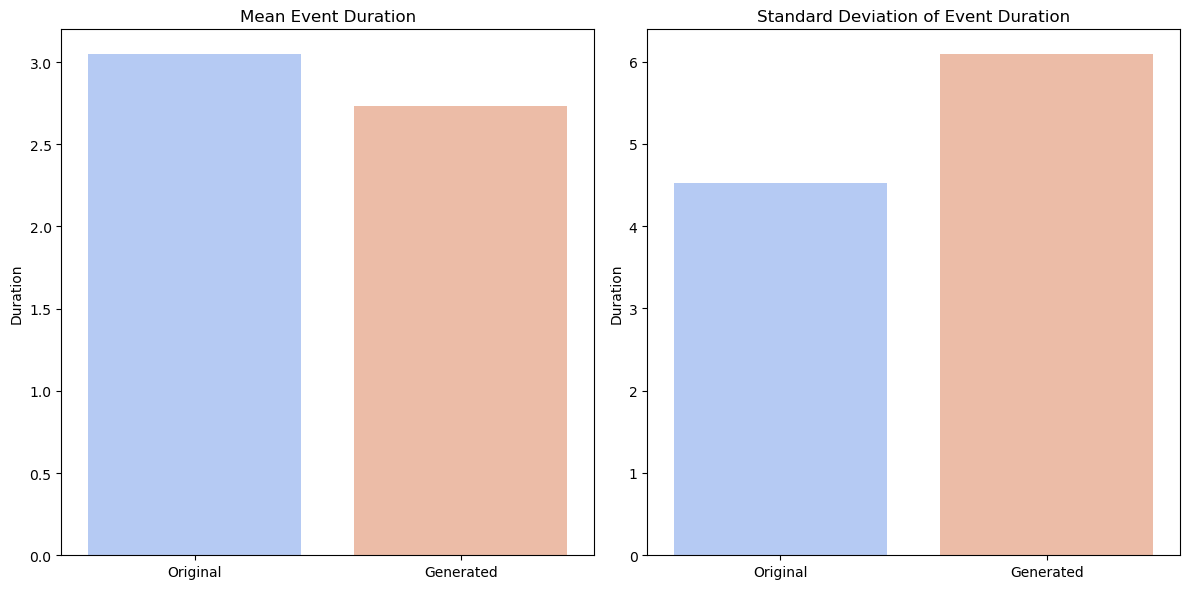 Mean Event Duration
Duration
3.0
2.5
2.0
1.5
1.0
0.5
0.0
Original Generated
Standard Deviation of Event Duration
Duration
6
5
4
3
2
1
0
Original Generated